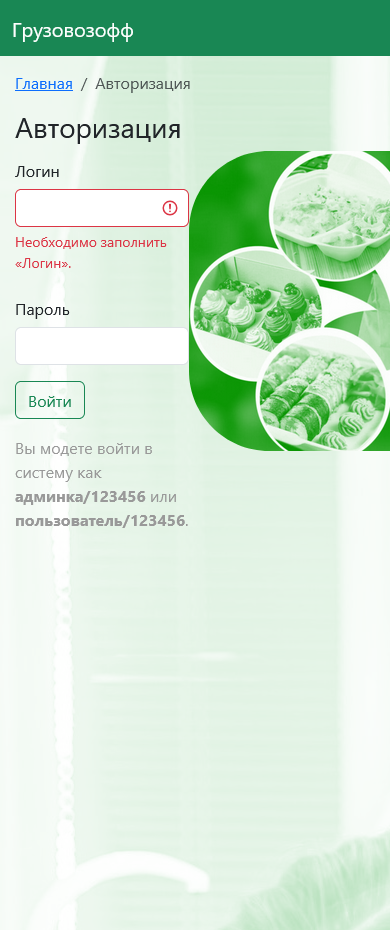 Грузовозофф
Главная / Авторизация
Авторизация
Логин
Необходимо заполнить
«Логин».
Пароль
Войти
Вы модете войти в
систему как
админка/123456 или
пользователь/123456.